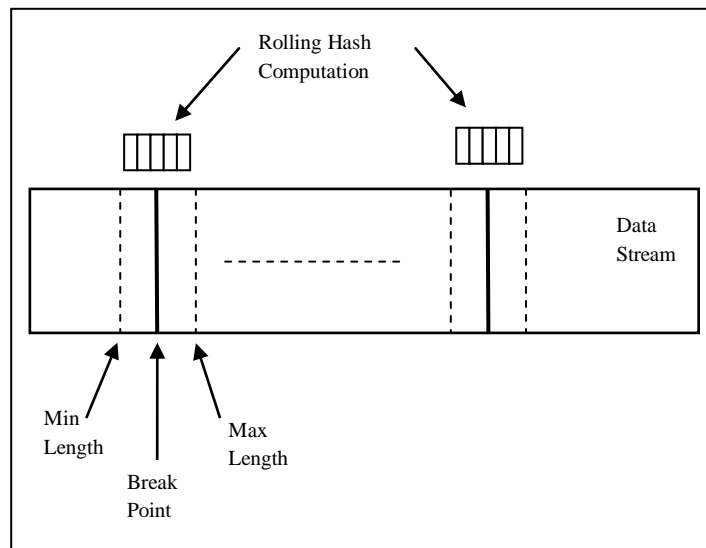 Rolling Hash
Computation
Data
Stream
Min
Length
Max
Length
Break
Point